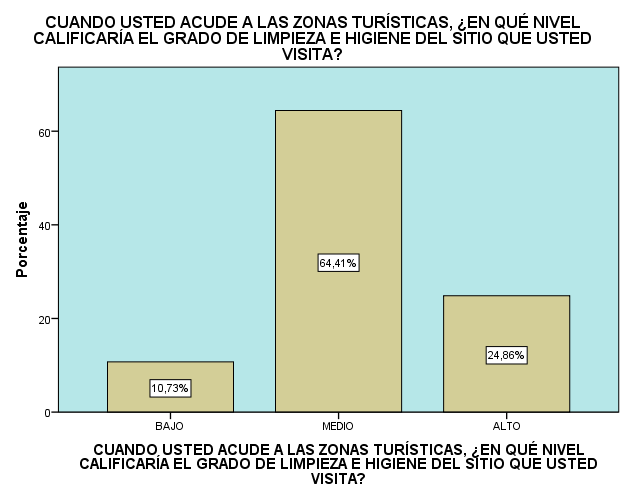 CUANDO USTED ACUDE A LAS ZONAS TURÍSTICAS, ¿EN QUÉ NIVEL
CALIFICARÍA EL GRADO DE LIMPIEZA E HIGIENE DEL SITIO QUE USTED
VISITA?
Porcentaje
60
40
20
0
10,73%
64,41%
24,86%
BAJO
MEDIO
ALTO
CUANDO USTED ACUDE A LAS ZONAS TURÍSTICAS, ¿EN QUÉ NIVEL
CALIFICARÍA EL GRADO DE LIMPIEZA E HIGIENE DEL SITIO QUE USTED
VISITA?